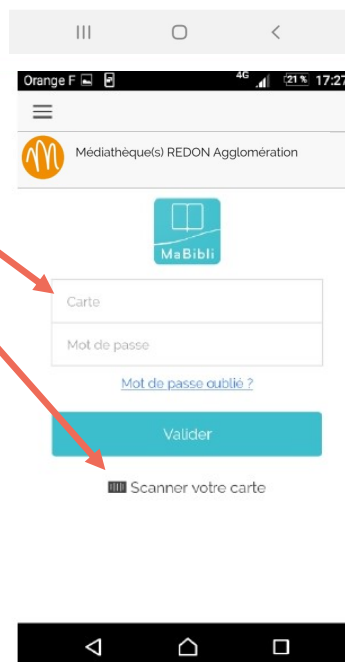 Orange F 4G 21 % 17:27
Médiathèque(s) REDON Agglomération
MaBibli
Carte
Mot de passe
Mot de passe oublié ?
Valider
Scanner votre carte